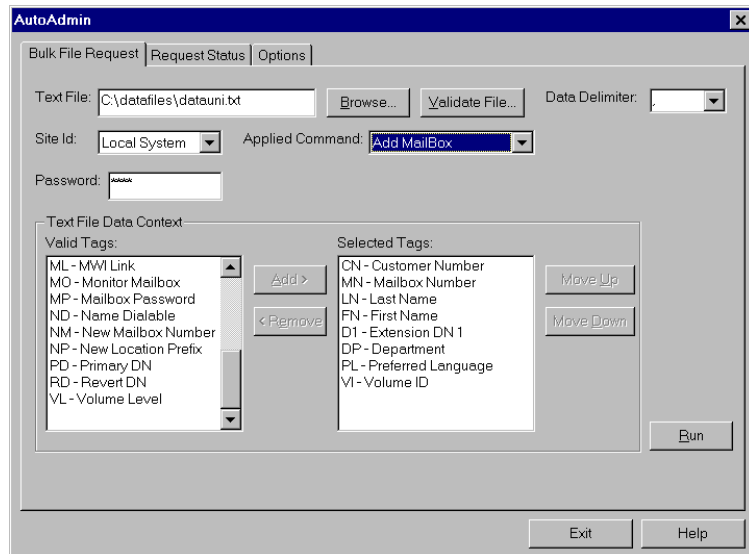 AutoAdmin
Bulk File Request Request Status Options
Text File: C:\datafiles\datauni.txt Browse... Validate File... Data Delimiter: ,
Site Id: Local System Applied Command: Add MailBox
Password: ****
Text File Data Context
Valid Tags: Selected Tags:
ML - MWI Link CN - Customer Number
MO - Monitor Mailbox Add > MN - Mailbox Number Move Up
MP - Mailbox Password LN - Last Name
ND - Name Dialable FN - First Name
NM - New Mailbox Number < Remove D1 - Extension DN 1 Move Down
NP - New Location Prefix DP - Department
PD - Primary DN PL - Preferred Language
RD - Revert DN VI - Volume ID
VL - Volume Level
Run
Exit Help